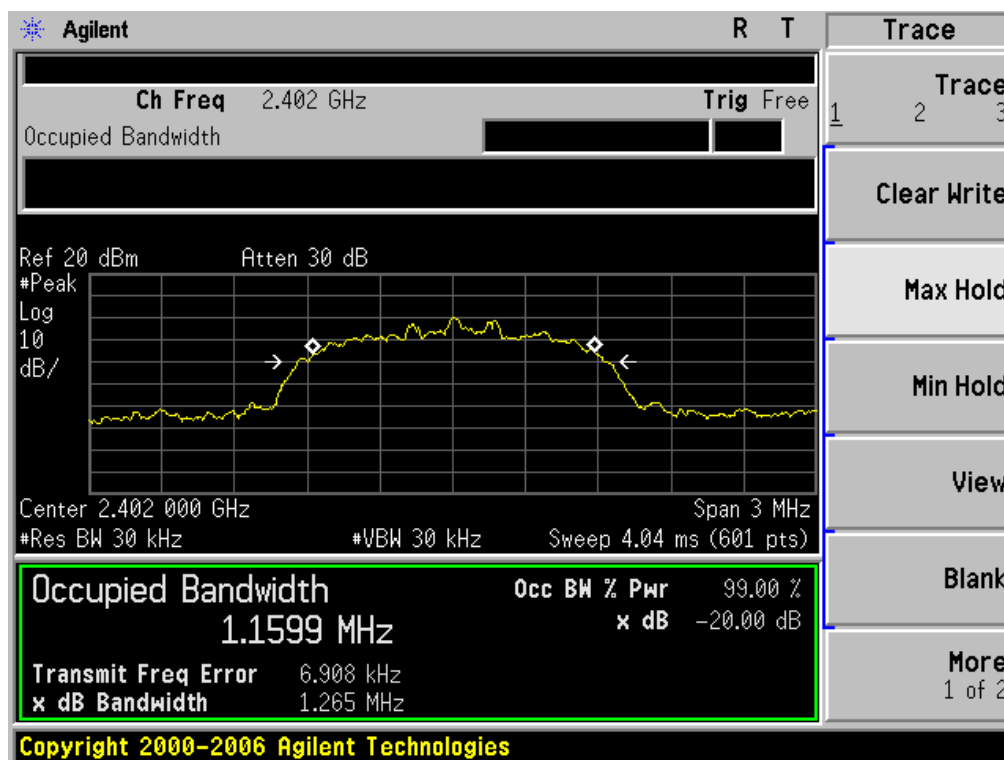 Agilent R T Trace
Ch Freq 2.402 GHz Trig Free
Occupied Bandwidth
Trace
1 2 3
Clear Write
Max Hold
Min Hold
View
Blank
More
1 of 2
Ref 20 dBm Atten 30 dB
#Peak
Log
10
dB/
Center 2.402 000 GHz Span 3 MHz
#Res BW 30 kHz #VBW 30 kHz Sweep 4.04 ms (601 pts)
Occupied Bandwidth Occ BW % Pwr 99.00 %
1.1599 MHz x dB -20.00 dB
Transmit Freq Error 6.908 kHz
x dB Bandwidth 1.265 MHz
Copyright 2000-2006 Agilent Technologies